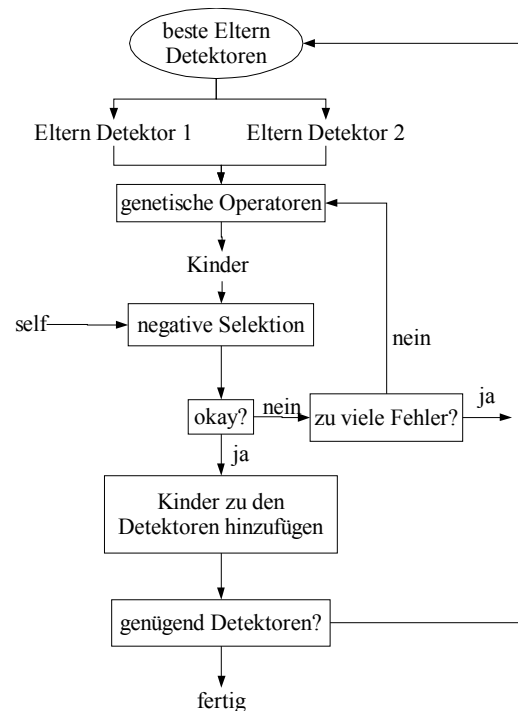 beste Eltern
Detektoren
Eltern Detektor 1
Eltern Detektor 2
genetische Operatoren
Kinder
self
negative Selektion
nein
okay?
nein
zu viele Fehler?
ja
ja
Kinder zu den
Detektoren hinzufügen
genügend Detektoren?
fertig